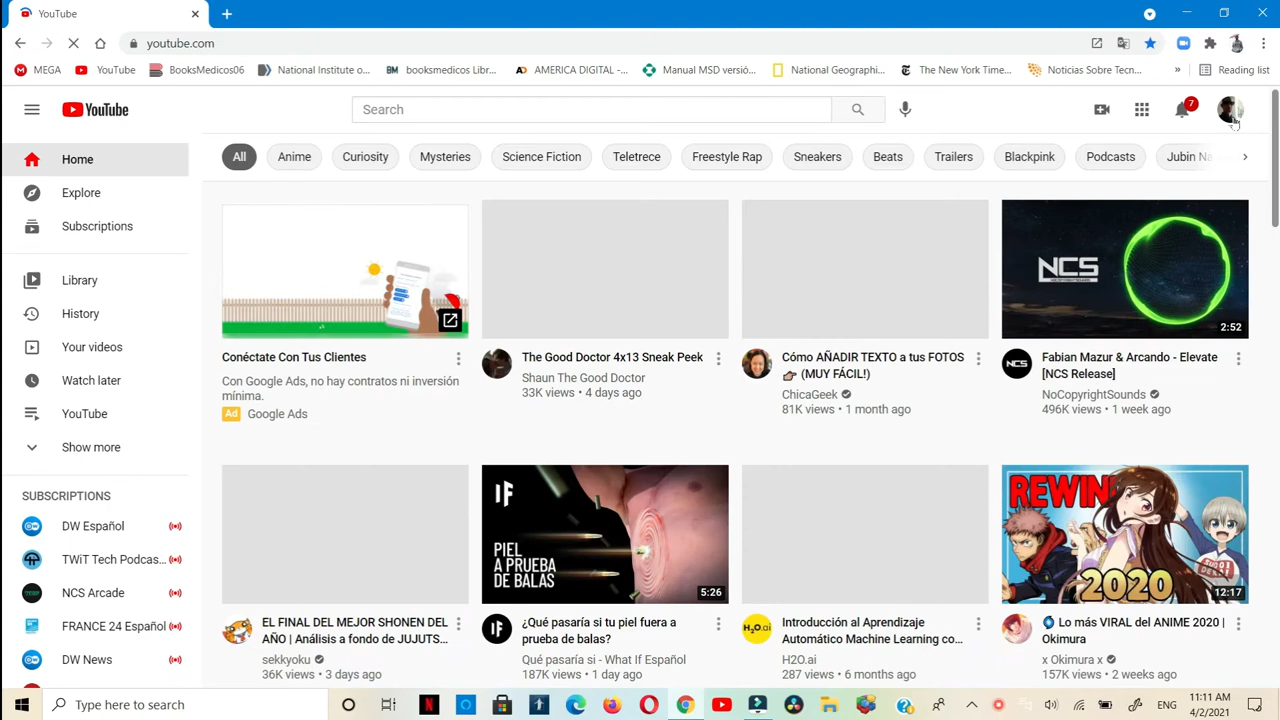 YouTube
youtube.com
MEGA
YouTube
BooksMedicos06
National Institute o...
booksmedicos Libr...
AMERICA DIGITAL -...
Manual MSD versió...
National Geographi...
The New York Time...
Noticias Sobre Tecn...
»
Reading list
YouTube
Search
7
Home
Explore
Subscriptions
Library
History
Your videos
Watch later
YouTube
Show more
SUBSCRIPTIONS
DW Español
TWiT Tech Podcas...
NCS Arcade
FRANCE 24 Español
DW News
All
Anime
Curiosity
Mysteries
Science Fiction
Teletrece
Freestyle Rap
Sneakers
Beats
Trailers
Blackpink
Podcasts
Jubin Na
Conéctate Con Tus Clientes
Con Google Ads, no hay contratos ni inversión
mínima.
Ad Google Ads
The Good Doctor 4x13 Sneak Peek
Shaun The Good Doctor
33K views • 4 days ago
Cómo AÑADIR TEXTO a tus FOTOS
👉🏼 (MUY FÁCIL!)
ChicaGeek
81K views • 1 month ago
NCS
2:52
NCS
Fabian Mazur & Arcando - Elevate
[NCS Release]
NoCopyrightSounds
496K views • 1 week ago
EL FINAL DEL MEJOR SHONEN DEL
AÑO | Análisis a fondo de JUJUTS...
sekkyoku
36K views • 3 days ago
IF
PIEL
A PRUEBA
DE BALAS
5:26
IF
¿Qué pasaría si tu piel fuera a
prueba de balas?
Qué pasaría si - What If Español
187K views • 1 day ago
H2O.ai
Introducción al Aprendizaje
Automático Machine Learning co...
H2O.ai
287 views • 6 months ago
REWIN
2020
12:17
Lo más VIRAL del ANIME 2020 |
Okimura
x Okimura x
157K views • 2 weeks ago
Type here to search
ENG
11:11 AM
4/2/2021